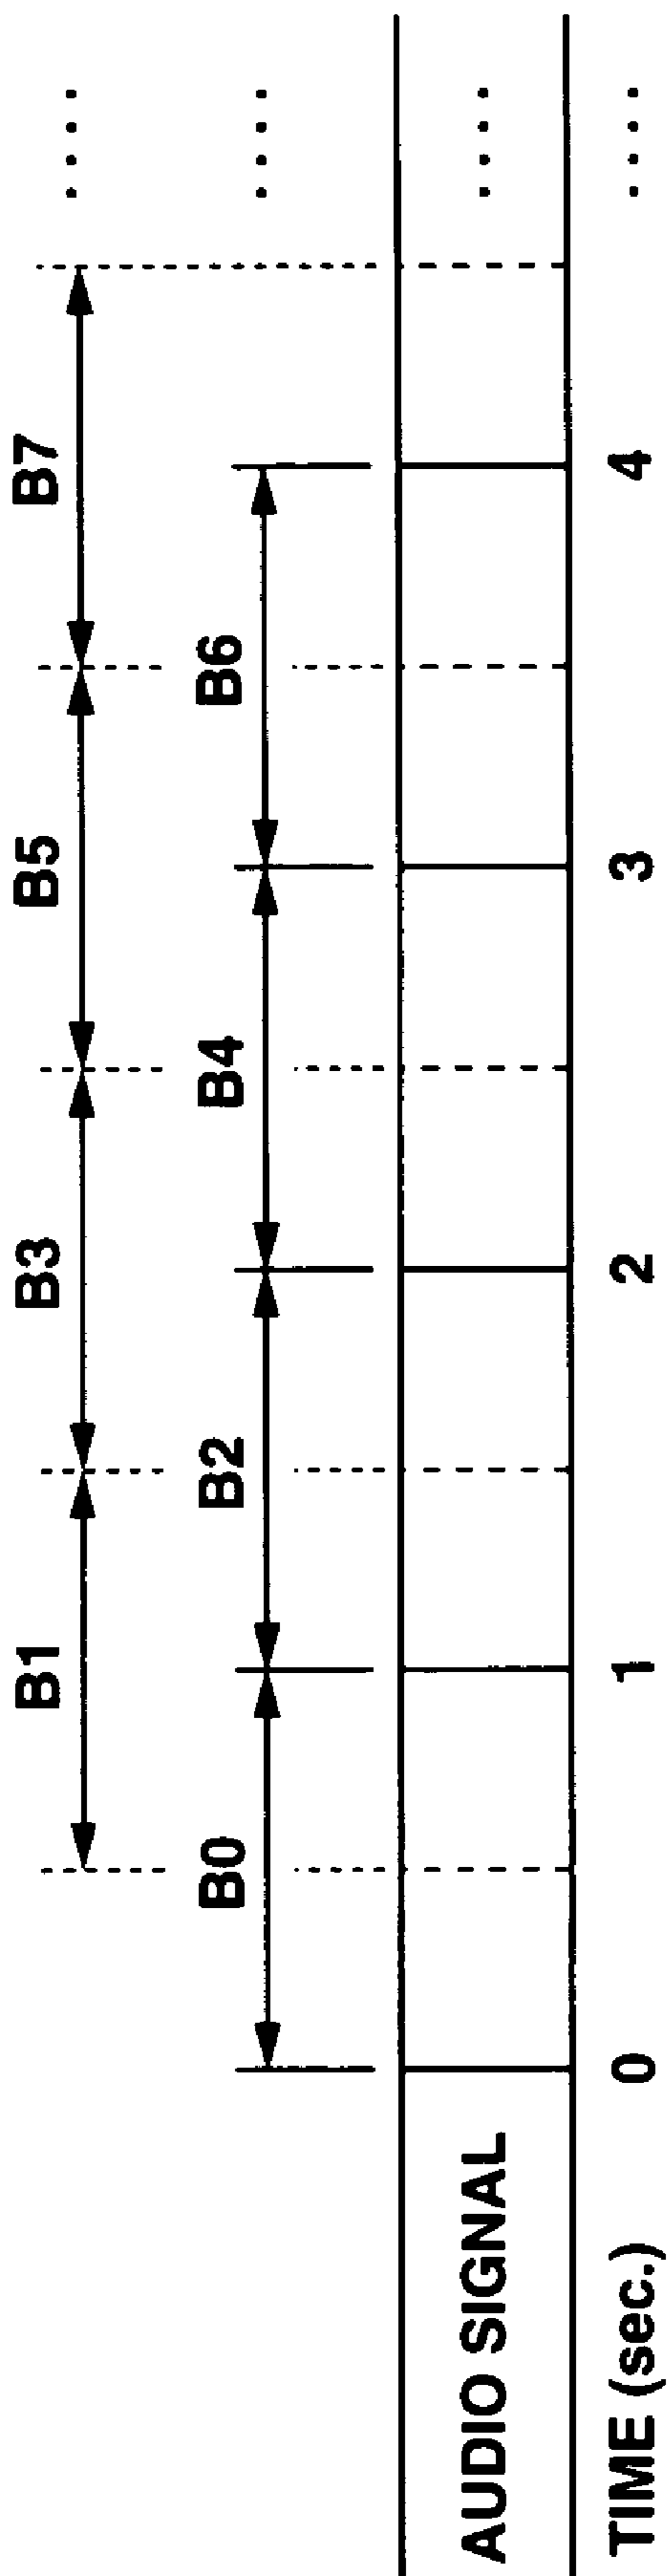 B1 B3 B5 B7 ....
B0 B2 B4 B6 ....
AUDIO SIGNAL ....
TIME (sec.) 0 1 2 3 4 ....